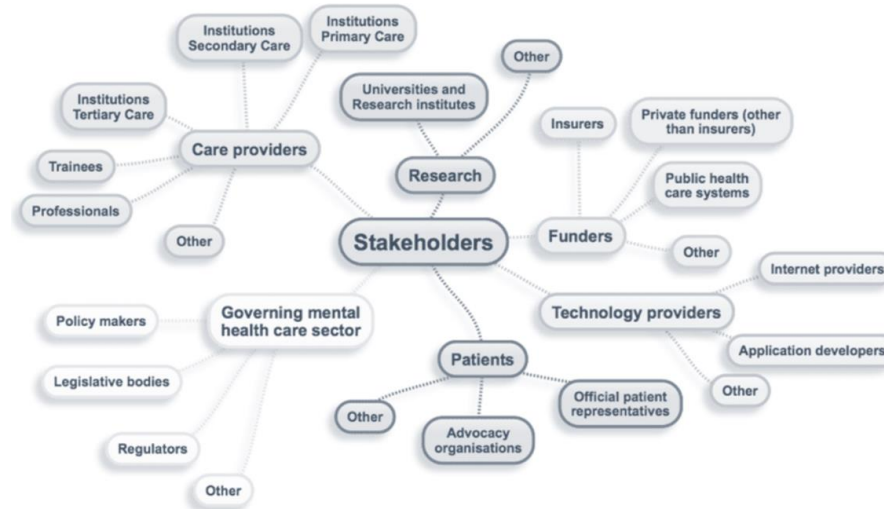 Institutions
Secondary Care
Institutions
Primary Care
Institutions
Tertiary Care
Care providers
Trainees
Professionals
Other
Universities and
Research institutes
Other
Research
Stakeholders
Insurers
Private funders (other
than insurers)
Public health
care systems
Funders
Other
Internet providers
Technology providers
Application developers
Other
Governing mental
health care sector
Policy makers
Legislative bodies
Regulators
Other
Patients
Other
Advocacy
organisations
Official patient
representatives